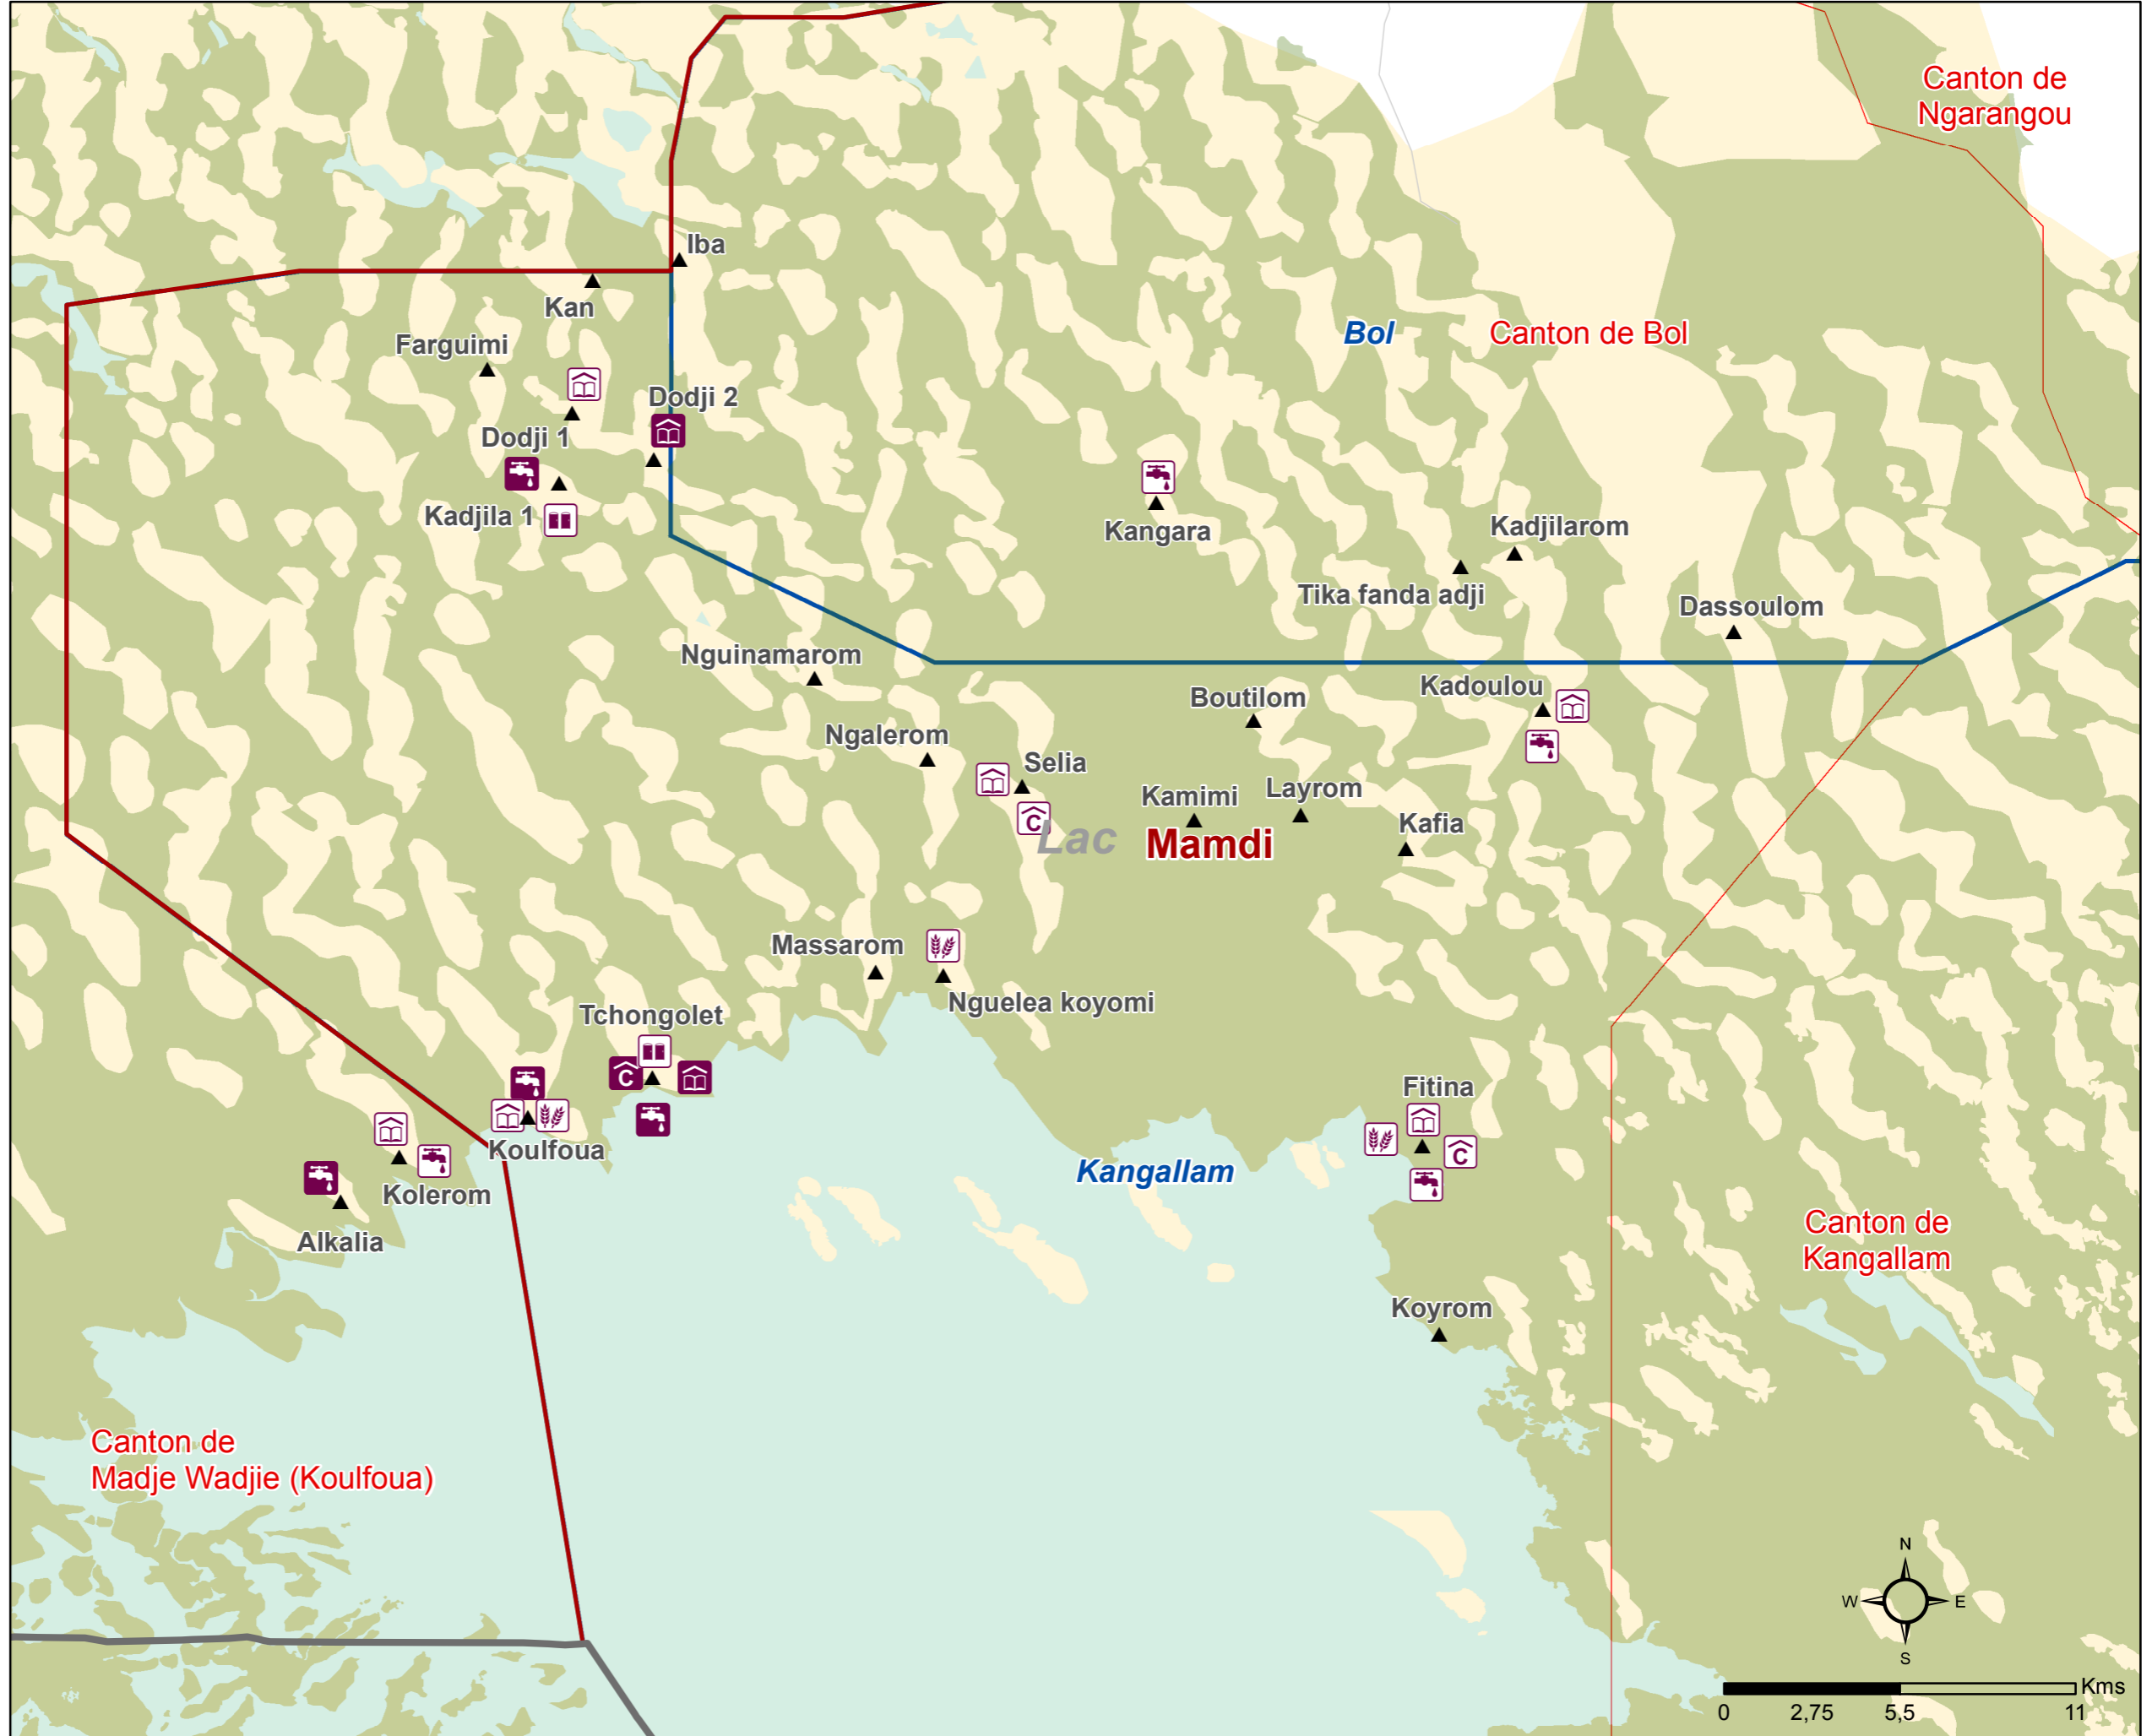 Canton de
Ngarangou
Iba
Kan
Bol
Canton de Bol
Farguimi
Dodji 2
Dodji 1
Kadjila 1
Kangara
Kadjilarom
Tika fanda adji
Dassoulom
Nguinamarom
Kadoulou
Boutilom
Ngalerom
Selia
Kamimi
Layrom
C
Lac
Mamdi
Kafia
Massarom
Nguelea koyomi
Tchongolet
C
Fitina
Koulfoua
C
Kangallam
Kolerom
Alkalia
Canton de
Kangallam
Koyrom
Canton de
Madje Wadjie (Koulfoua)
N
W
E
S
Kms
0
2,75
5,5
11